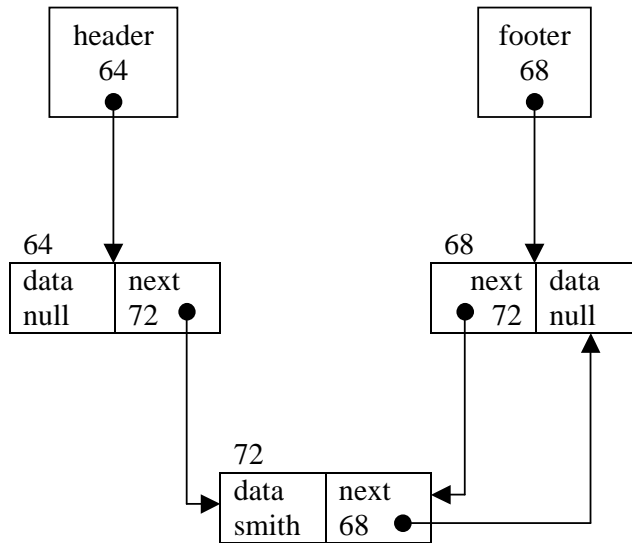 header
64
footer
68
64
data
null
next
72
68
next
72
data
null
72
data
smith
next
68